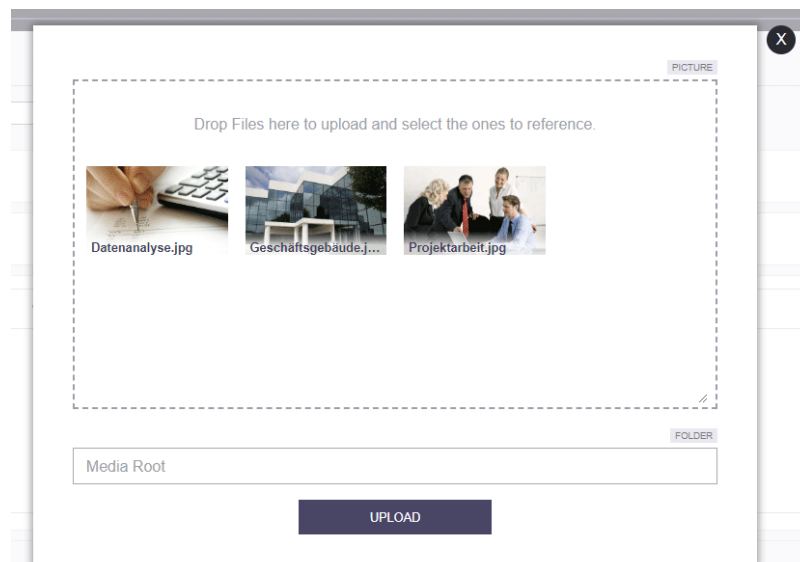 X
PICTURE
Drop Files here to upload and select the ones to reference.
Datenanalyse.jpg
Geschäftsgebäude.j...
Projektarbeit.jpg
FOLDER
Media Root
UPLOAD